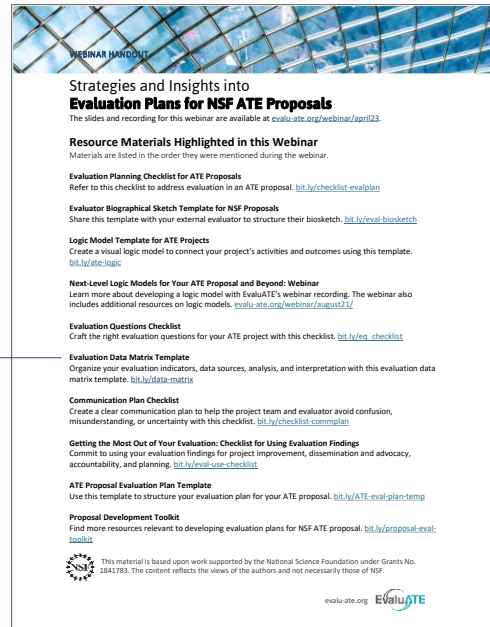 WEBINAR HANDOUT
Strategies and Insights into
Evaluation Plans for NSF ATE Proposals
The slides and recording for this webinar are available at evalu-ate.org/webinar/april23.
Resource Materials Highlighted in this Webinar
Materials are listed in the order they were mentioned during the webinar.
Evaluation Planning Checklist for ATE Proposals
Refer to this checklist to address evaluation in an ATE proposal. bit.ly/checklist-evalplan
Evaluator Biographical Sketch Template for NSF Proposals
Share this template with your external evaluator to structure their biosketch. bit.ly/eval-biosketch
Logic Model Template for ATE Projects
Create a visual logic model to connect your project's activities and outcomes using this template.
bit.ly/ate-logic
Next-Level Logic Models for Your ATE Proposal and Beyond: Webinar
Learn more about developing a logic model with EvaluATE's webinar recording. The webinar also
includes additional resources on logic models. evalu-ate.org/webinar/august21/
Evaluation Questions Checklist
Craft the right evaluation questions for your ATE project with this checklist. bit.ly/eq_checklist
Evaluation Data Matrix Template
Organize your evaluation indicators, data sources, analysis, and interpretation with this evaluation data
matrix template. bit.ly/data-matrix
Communication Plan Checklist
Create a clear communication plan to help the project team and evaluator avoid confusion,
misunderstanding, or uncertainty with this checklist. bit.ly/checklist-commplan
Getting the Most Out of Your Evaluation: Checklist for Using Evaluation Findings
Commit to using your evaluation findings for project improvement, dissemination and advocacy,
accountability, and planning. bit.ly/eval-use-checklist
ATE Proposal Evaluation Plan Template
Use this template to structure your evaluation plan for your ATE proposal. bit.ly/ATE-eval-plan-temp
Proposal Development Toolkit
Find more resources relevant to developing evaluation plans for NSF ATE proposal. bit.ly/proposal-eval-
toolkit
NSF
This material is based upon work supported by the National Science Foundation under Grants No.
1841783. The content reflects the views of the authors and not necessarily those of NSF.
evalu-ate.org EvaluATE